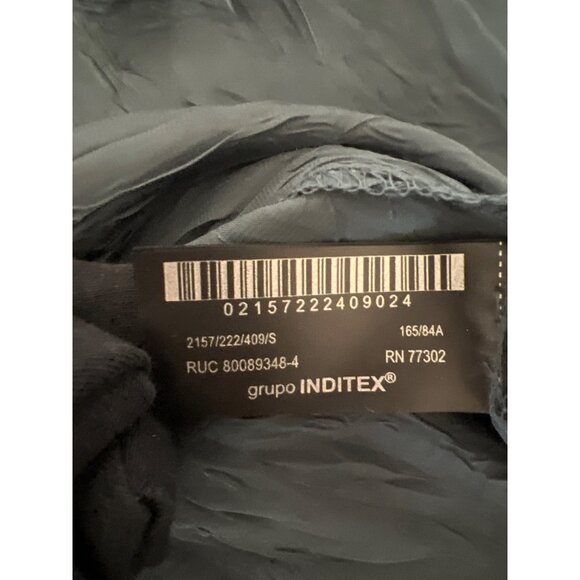 02157222409024
2157/222/409/S 165/84A
RUC 80089348-4 RN 77302
grupo INDITEX®